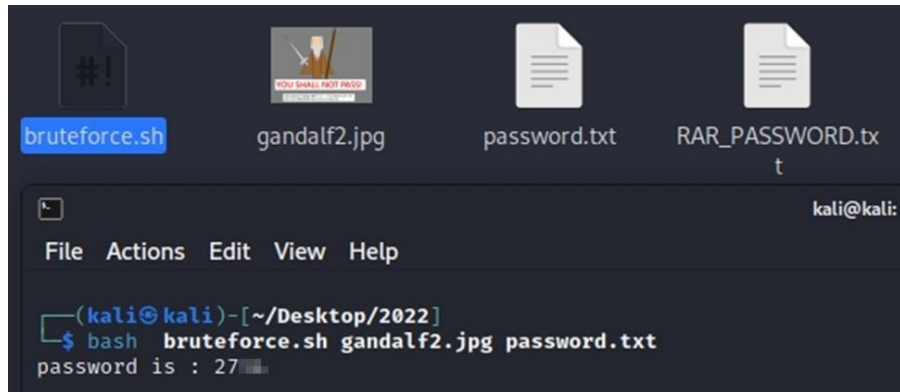 #!
YOU SHALL NOT PASS!
bruteforce.sh
gandalf2.jpg
password.txt
RAR_PASSWORD.tx
t
kali@kali:
File Actions Edit View Help
┌──(kali㉿kali)-[~/Desktop/2022]
└─$ bash bruteforce.sh gandalf2.jpg password.txt
password is : 27